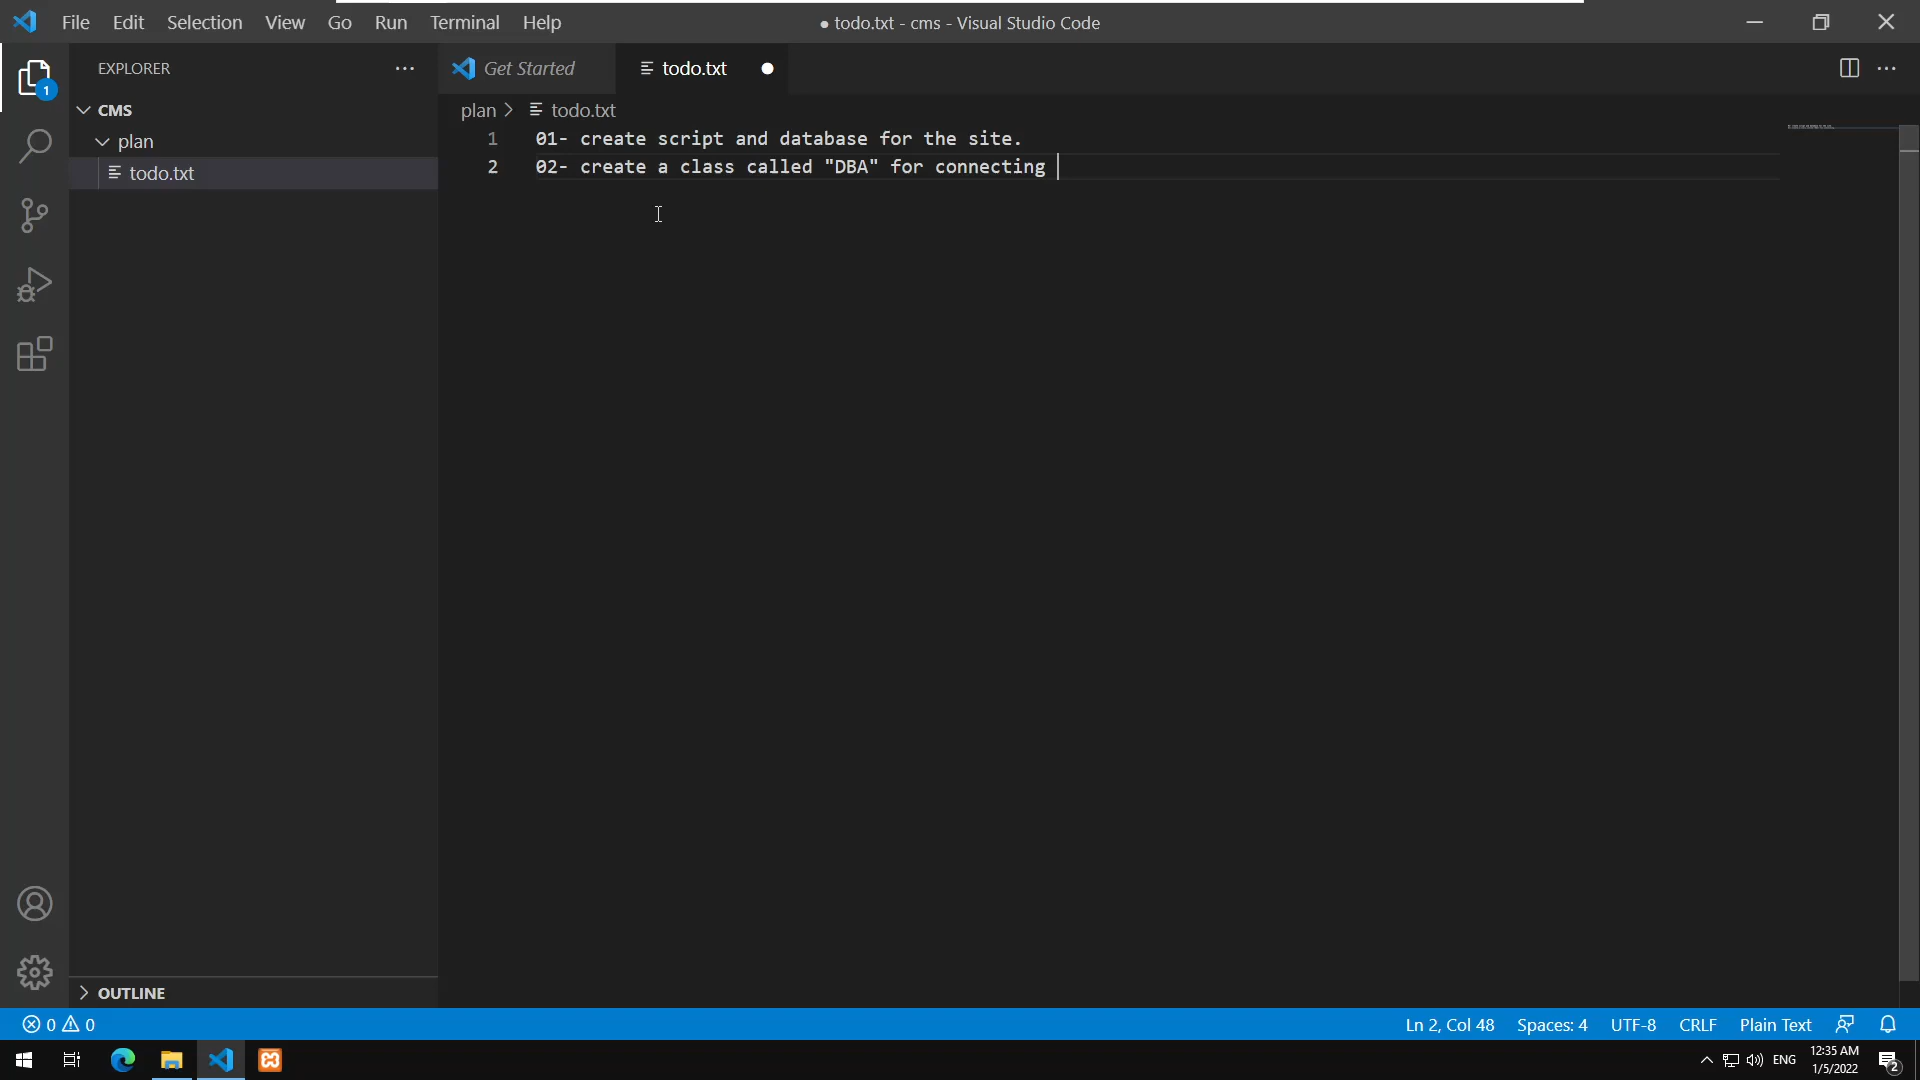 File Edit Selection View Go Run Terminal Help
● todo.txt - cms - Visual Studio Code
EXPLORER
Get Started
todo.txt
CMS
plan
todo.txt
plan > todo.txt
1 01- create script and database for the site.
2 02- create a class called "DBA" for connecting
1
OUTLINE
0 0
Ln 2, Col 48 Spaces: 4 UTF-8 CRLF Plain Text
ENG
12:35 AM
1/5/2022
2